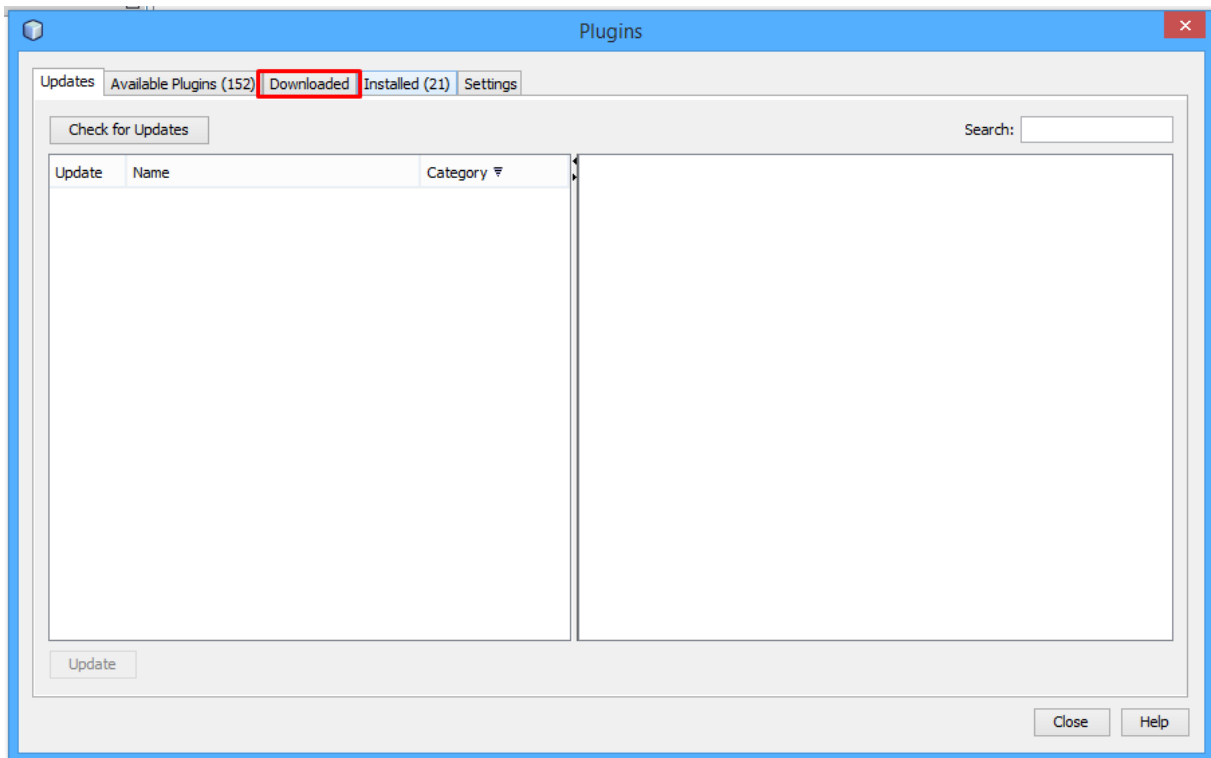 Plugins
Updates Available Plugins (152) Downloaded Installed (21) Settings
Check for Updates Search:
Update Name Category
Update
Close Help